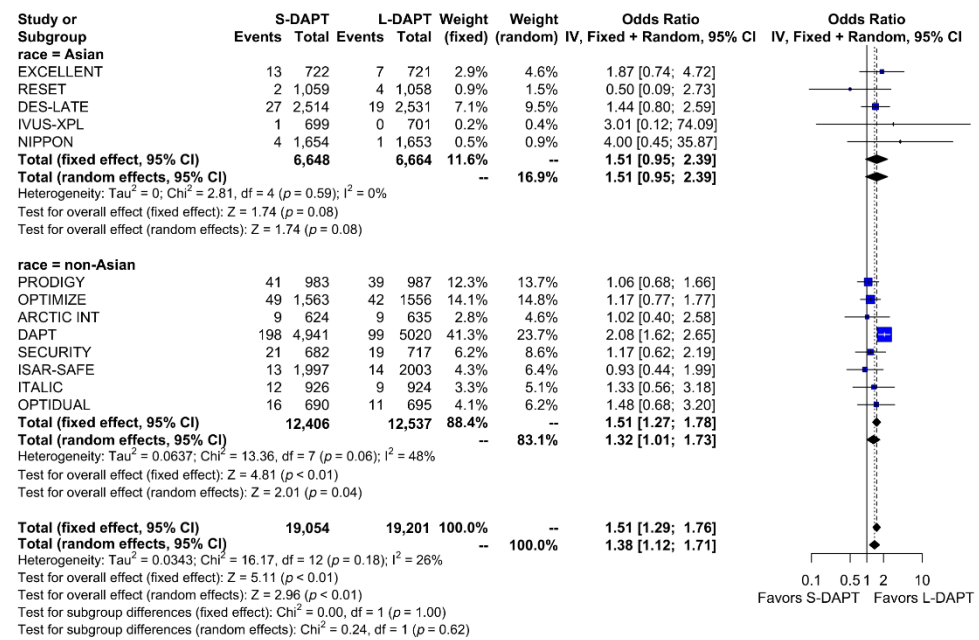 Study or S-DAPT L-DAPT Weight Weight Odds Ratio Odds Ratio
Subgroup Events Total Events Total (fixed) (random) IV, Fixed + Random, 95% CI IV, Fixed + Random, 95% CI
race = Asian
EXCELLENT 13 722 7 721 2.9% 4.6% 1.87 [0.74; 4.72]
RESET 2 1,059 4 1,058 0.9% 1.5% 0.50 [0.09; 2.73]
DES-LATE 27 2,514 19 2,531 7.1% 9.5% 1.44 [0.80; 2.59]
IVUS-XPL 1 699 0 701 0.2% 0.4% 3.01 [0.12; 74.09]
NIPPON 4 1,654 1 1,653 0.5% 0.9% 4.00 [0.45; 35.87]
Total (fixed effect, 95% CI) 6,648 6,664 11.6% -- 1.51 [0.95; 2.39]
Total (random effects, 95% CI) -- 16.9% 1.51 [0.95; 2.39]
Heterogeneity: Tau² = 0; Chi² = 2.81, df = 4 (p = 0.59); I² = 0%
Test for overall effect (fixed effect): Z = 1.74 (p = 0.08)
Test for overall effect (random effects): Z = 1.74 (p = 0.08)
race = non-Asian
PRODIGY 41 983 39 987 12.3% 13.7% 1.06 [0.68; 1.66]
OPTIMIZE 49 1,563 42 1556 14.1% 14.8% 1.17 [0.77; 1.77]
ARCTIC INT 9 624 9 635 2.8% 4.6% 1.02 [0.40; 2.58]
DAPT 198 4,941 99 5020 41.3% 23.7% 2.08 [1.62; 2.65]
SECURITY 21 682 19 717 6.2% 8.6% 1.17 [0.62; 2.19]
ISAR-SAFE 13 1,997 14 2003 4.3% 6.4% 0.93 [0.44; 1.99]
ITALIC 12 926 9 924 3.3% 5.1% 1.33 [0.56; 3.18]
OPTIDUAL 16 690 11 695 4.1% 6.2% 1.48 [0.68; 3.20]
Total (fixed effect, 95% CI) 12,406 12,537 88.4% -- 1.51 [1.27; 1.78]
Total (random effects, 95% CI) -- 83.1% 1.32 [1.01; 1.73]
Heterogeneity: Tau² = 0.0637; Chi² = 13.36, df = 7 (p = 0.06); I² = 48%
Test for overall effect (fixed effect): Z = 4.81 (p < 0.01)
Test for overall effect (random effects): Z = 2.01 (p = 0.04)
Total (fixed effect, 95% CI) 19,054 19,201 100.0% -- 1.51 [1.29; 1.76]
Total (random effects, 95% CI) -- 100.0% 1.38 [1.12; 1.71]
Heterogeneity: Tau² = 0.0343; Chi² = 16.17, df = 12 (p = 0.18); I² = 26%
Test for overall effect (fixed effect): Z = 5.11 (p < 0.01)
Test for overall effect (random effects): Z = 2.96 (p < 0.01)
Test for subgroup differences (fixed effect): Chi² = 0.00, df = 1 (p = 1.00)
Test for subgroup differences (random effects): Chi² = 0.24, df = 1 (p = 0.62)
0.1 0.5 1 2 10
Favors S-DAPT Favors L-DAPT